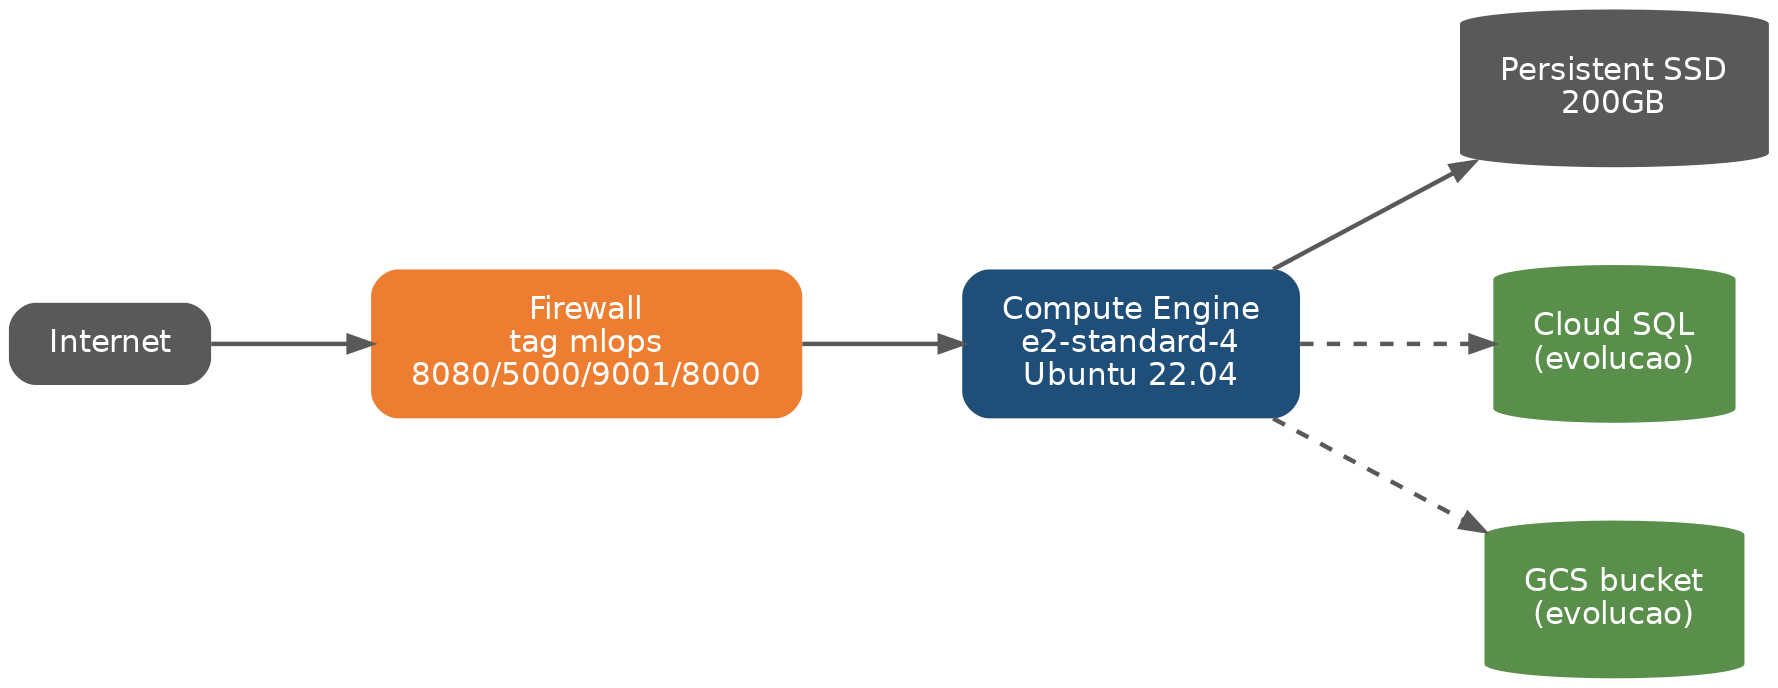 Internet
Firewall
tag mlops
8080/5000/9001/8000
Compute Engine
e2-standard-4
Ubuntu 22.04
Persistent SSD
200GB
Cloud SQL
(evolucao)
GCS bucket
(evolucao)